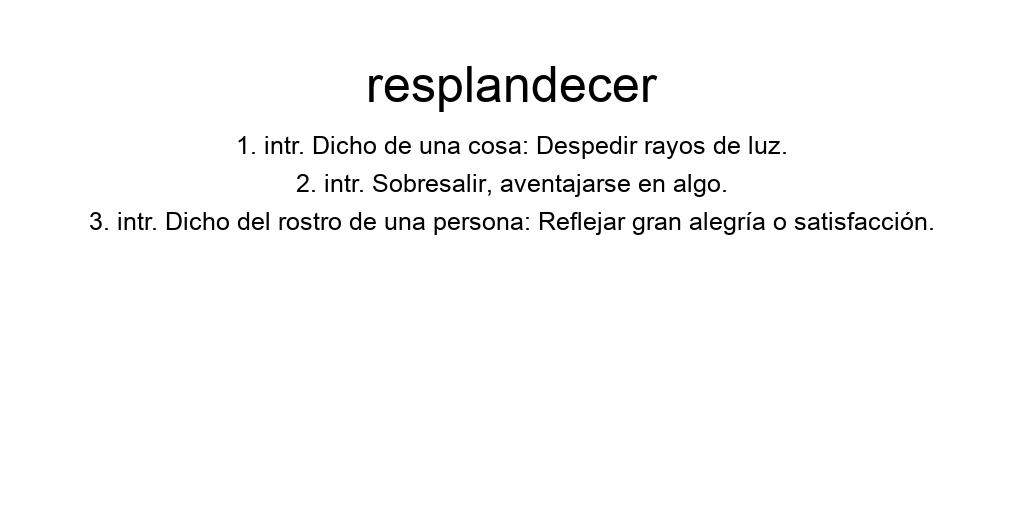 resplandecer
1. intr. Dicho de una cosa: Despedir rayos de luz.
2. intr. Sobresalir, aventajarse en algo.
3. intr. Dicho del rostro de una persona: Reflejar gran alegría o satisfacción.